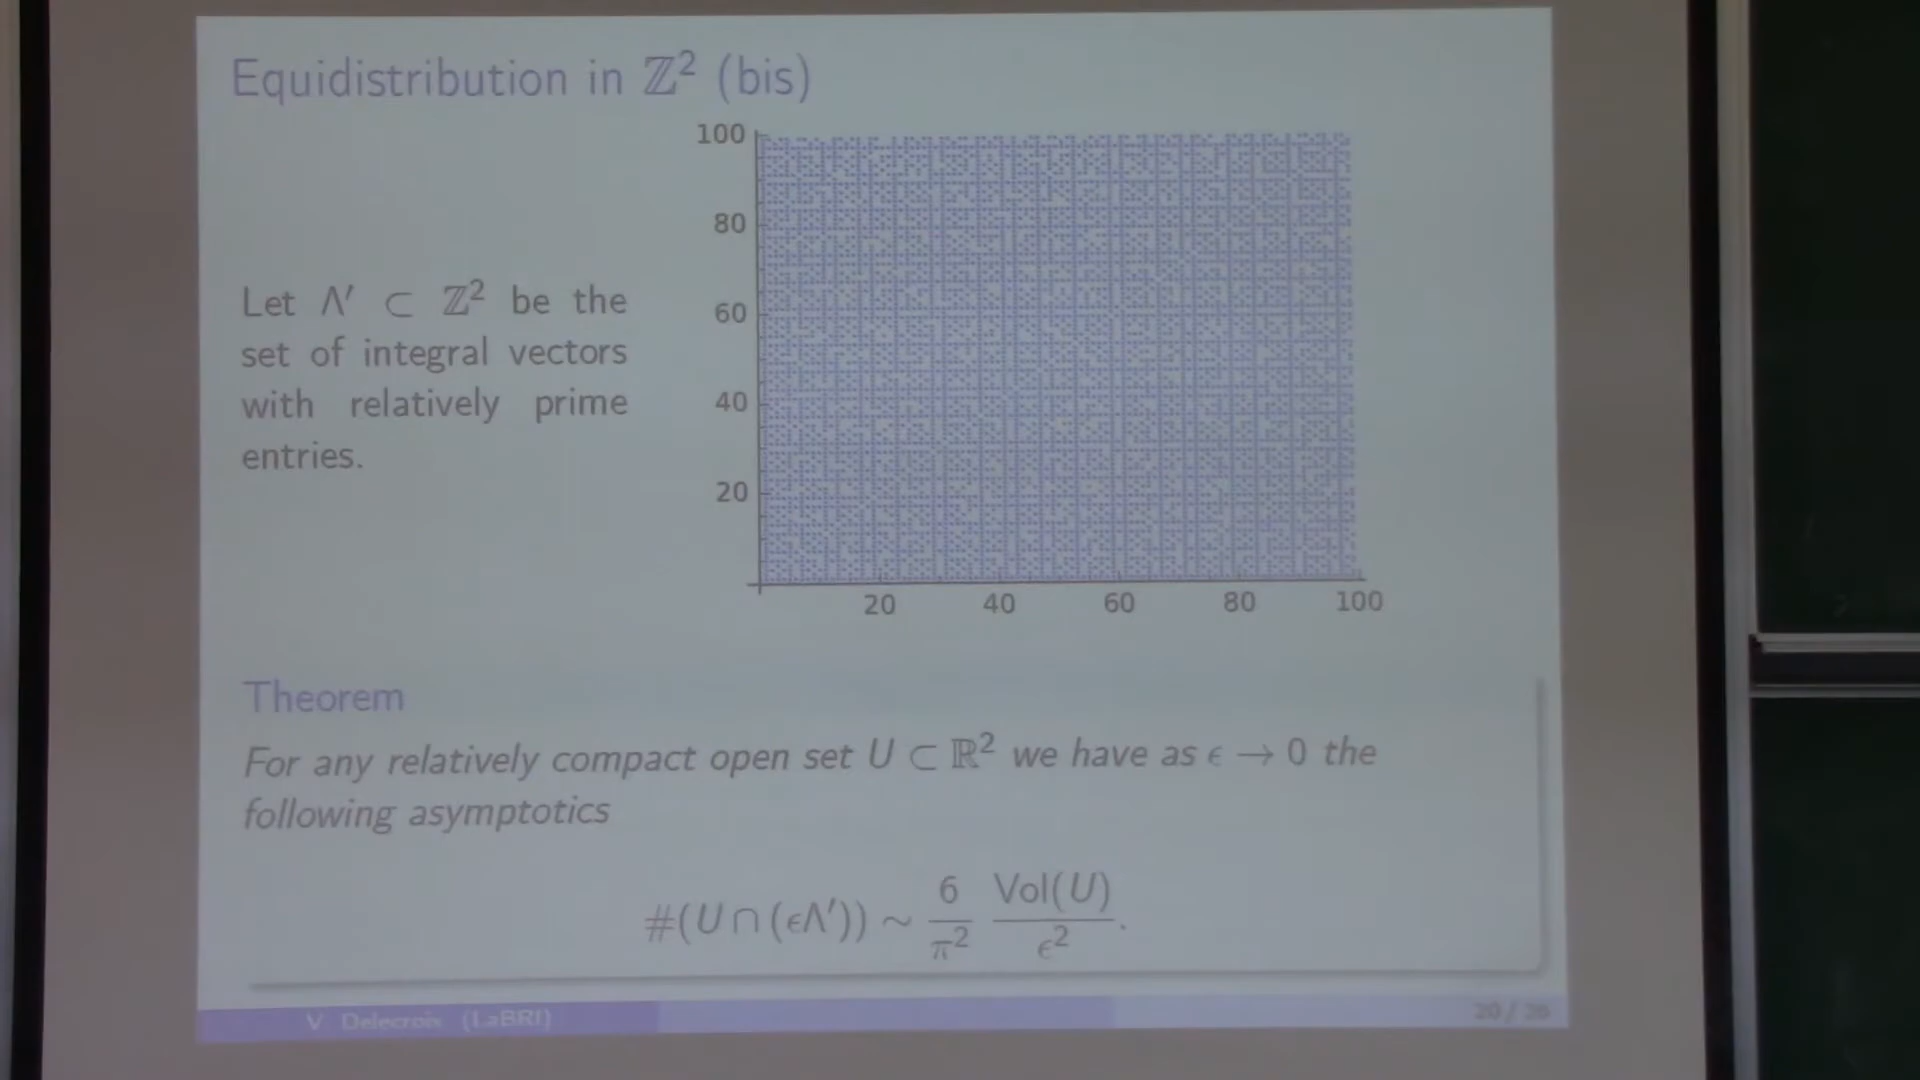 Equidistribution in ℤ² (bis)
100
80
60
40
20
20 40 60 80 100
Let Λ′ ⊂ ℤ² be the
set of integral vectors
with relatively prime
entries.
Theorem
For any relatively compact open set U ⊂ ℝ² we have as ϵ → 0 the
following asymptotics
#(U ∩ (ϵΛ′)) ~ 6/π² Vol(U)/ϵ².
V. Delecroix (LaBRI)
20 / 26